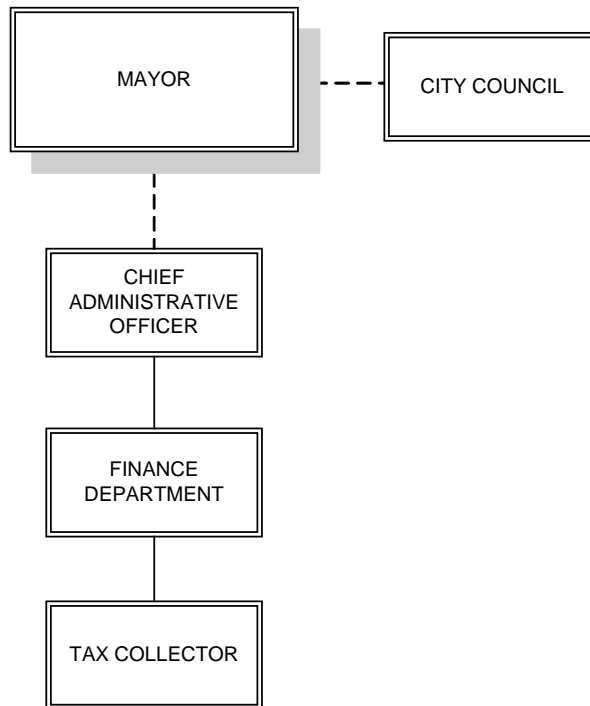 MAYOR
CITY COUNCIL
CHIEF
ADMINISTRATIVE
OFFICER
FINANCE
DEPARTMENT
TAX COLLECTOR